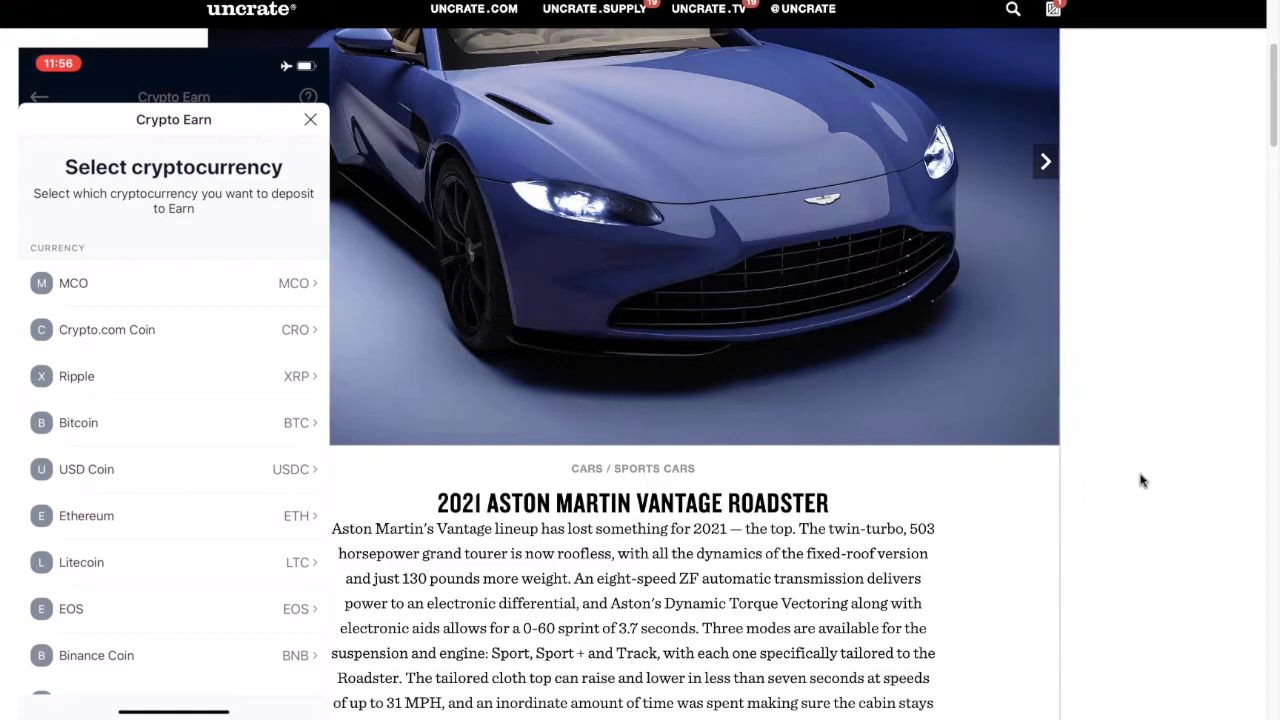 uncrate®
UNCRATE.COM
UNCRATE.SUPPLY
19
UNCRATE.TV
19
@UNCRATE
11:56
Crypto Earn
Crypto Earn
Select cryptocurrency
Select which cryptocurrency you want to deposit
to Earn
CURRENCY
M MCO MCO
C Crypto.com Coin CRO
X Ripple XRP
B Bitcoin BTC
U USD Coin USDC
E Ethereum ETH
L Litecoin LTC
E EOS EOS
B Binance Coin BNB
CARS / SPORTS CARS
2021 ASTON MARTIN VANTAGE ROADSTER
Aston Martin's Vantage lineup has lost something for 2021 — the top. The twin-turbo, 503
horsepower grand tourer is now roofless, with all the dynamics of the fixed-roof version
and just 130 pounds more weight. An eight-speed ZF automatic transmission delivers
power to an electronic differential, and Aston's Dynamic Torque Vectoring along with
electronic aids allows for a 0-60 sprint of 3.7 seconds. Three modes are available for the
suspension and engine: Sport, Sport + and Track, with each one specifically tailored to the
Roadster. The tailored cloth top can raise and lower in less than seven seconds at speeds
of up to 31 MPH, and an inordinate amount of time was spent making sure the cabin stays